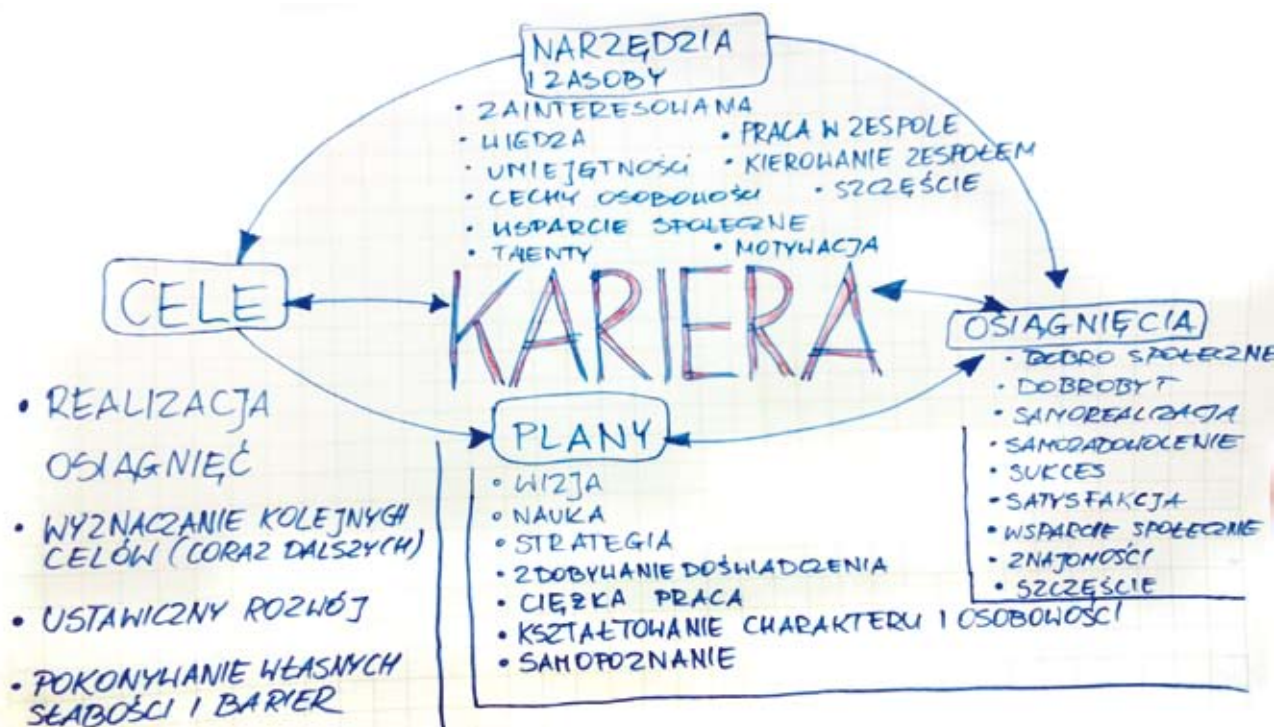 NARZĘDZIA
I ZASOBY
• ZAINTERESOWANA
• WIEDZA
• UMIEJĘTNOŚCI
• CECHY OSOBOWOŚCI
• WSPARCIE SPOŁECZNE
• TALENTY
• PRACA W ZESPOLE
• KIEROWANIE ZESPOŁEM
• SZCZĘŚCIE
• MOTYWACJA
CELE
KARIERA
OSIĄGNIĘCIA
• DOBRO SPOŁECZNE
• DOBROBYT
• SAMOREALIZACJA
• SAMOZADOWOLENIE
• SUKCES
• SATYSFAKCJA
• WSPARCIE SPOŁECZNE
• ZNAJOMOŚCI
• SZCZĘŚCIE
• REALIZACJA
OSIĄGNIĘĆ
• WYZNACZANIE KOLEJNYCH
CELÓW (CORAZ DALSZYCH)
• USTAWICZNY ROZWÓJ
• POKONYWANIE WŁASNYCH
SŁABOŚCI I BARIER
PLANY
• WIZJA
• NAUKA
• STRATEGIA
• ZDOBYWANIE DOŚWIADCZENIA
• CIĘŻKA PRACA
• KSZTAŁTOWANIE CHARAKTERU I OSOBOWOŚCI
• SAMOPOZNANIE